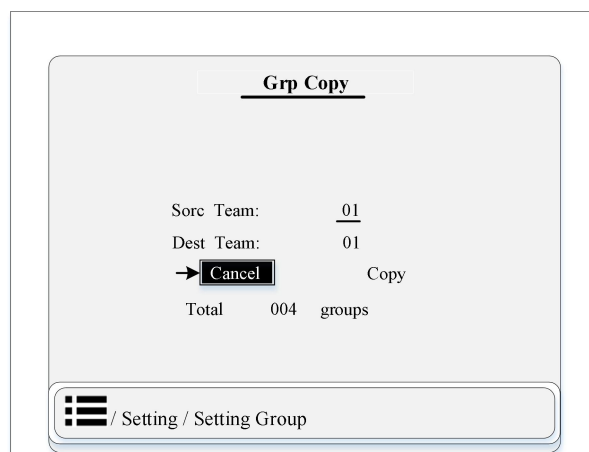 Grp Copy
Sorc Team: 01
Dest Team: 01
Cancel Copy
Total 004 groups
/ Setting / Setting Group